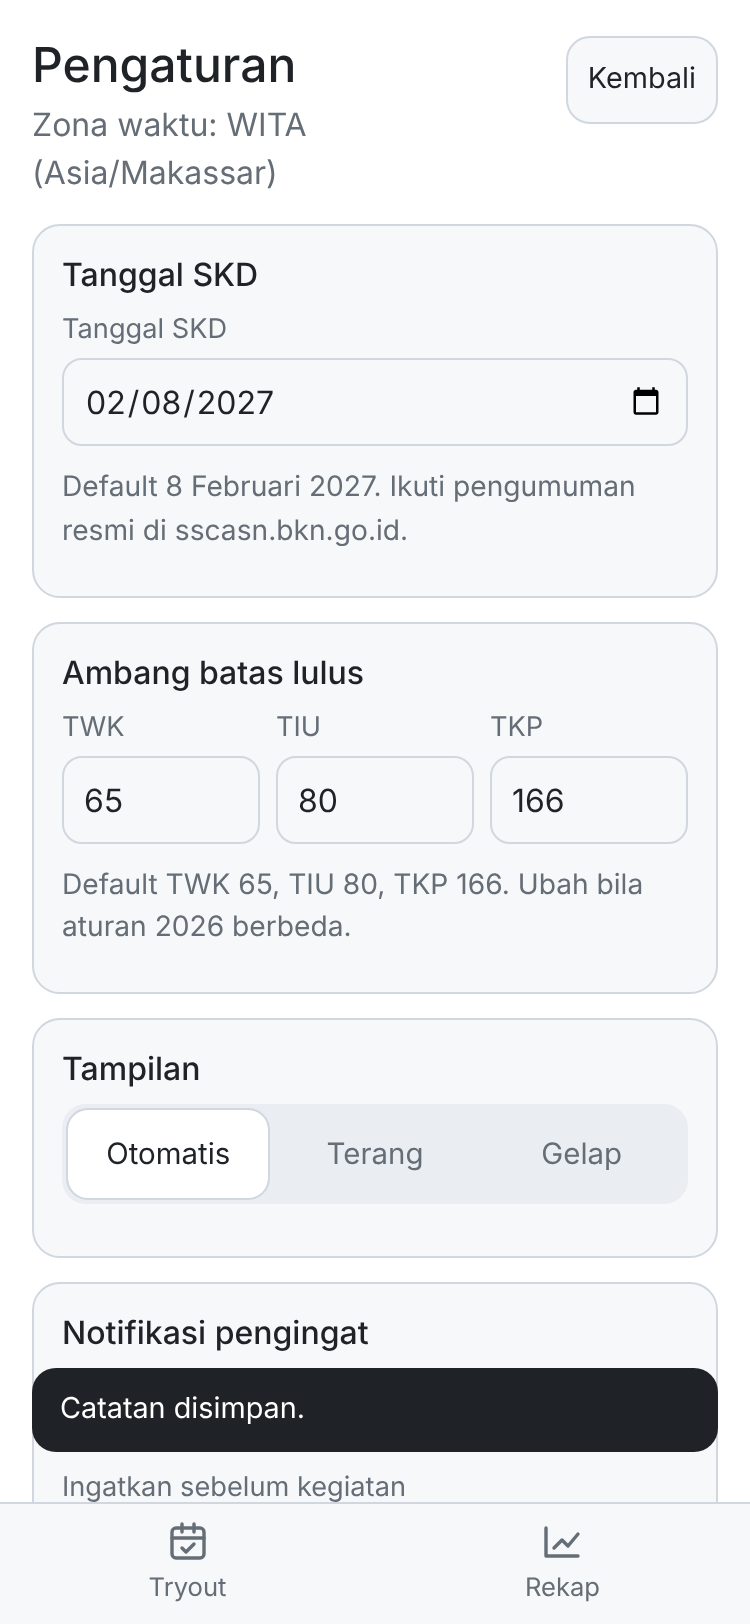 Pengaturan
Kembali
Zona waktu: WITA
(Asia/Makassar)
Tanggal SKD
Tanggal SKD
02/08/2027
Default 8 Februari 2027. Ikuti pengumuman
resmi di sscasn.bkn.go.id.
Ambang batas lulus
TWK TIU TKP
65 80 166
Default TWK 65, TIU 80, TKP 166. Ubah bila
aturan 2026 berbeda.
Tampilan
Otomatis Terang Gelap
Notifikasi pengingat
Catatan disimpan.
Ingatkan sebelum kegiatan
Tryout Rekap